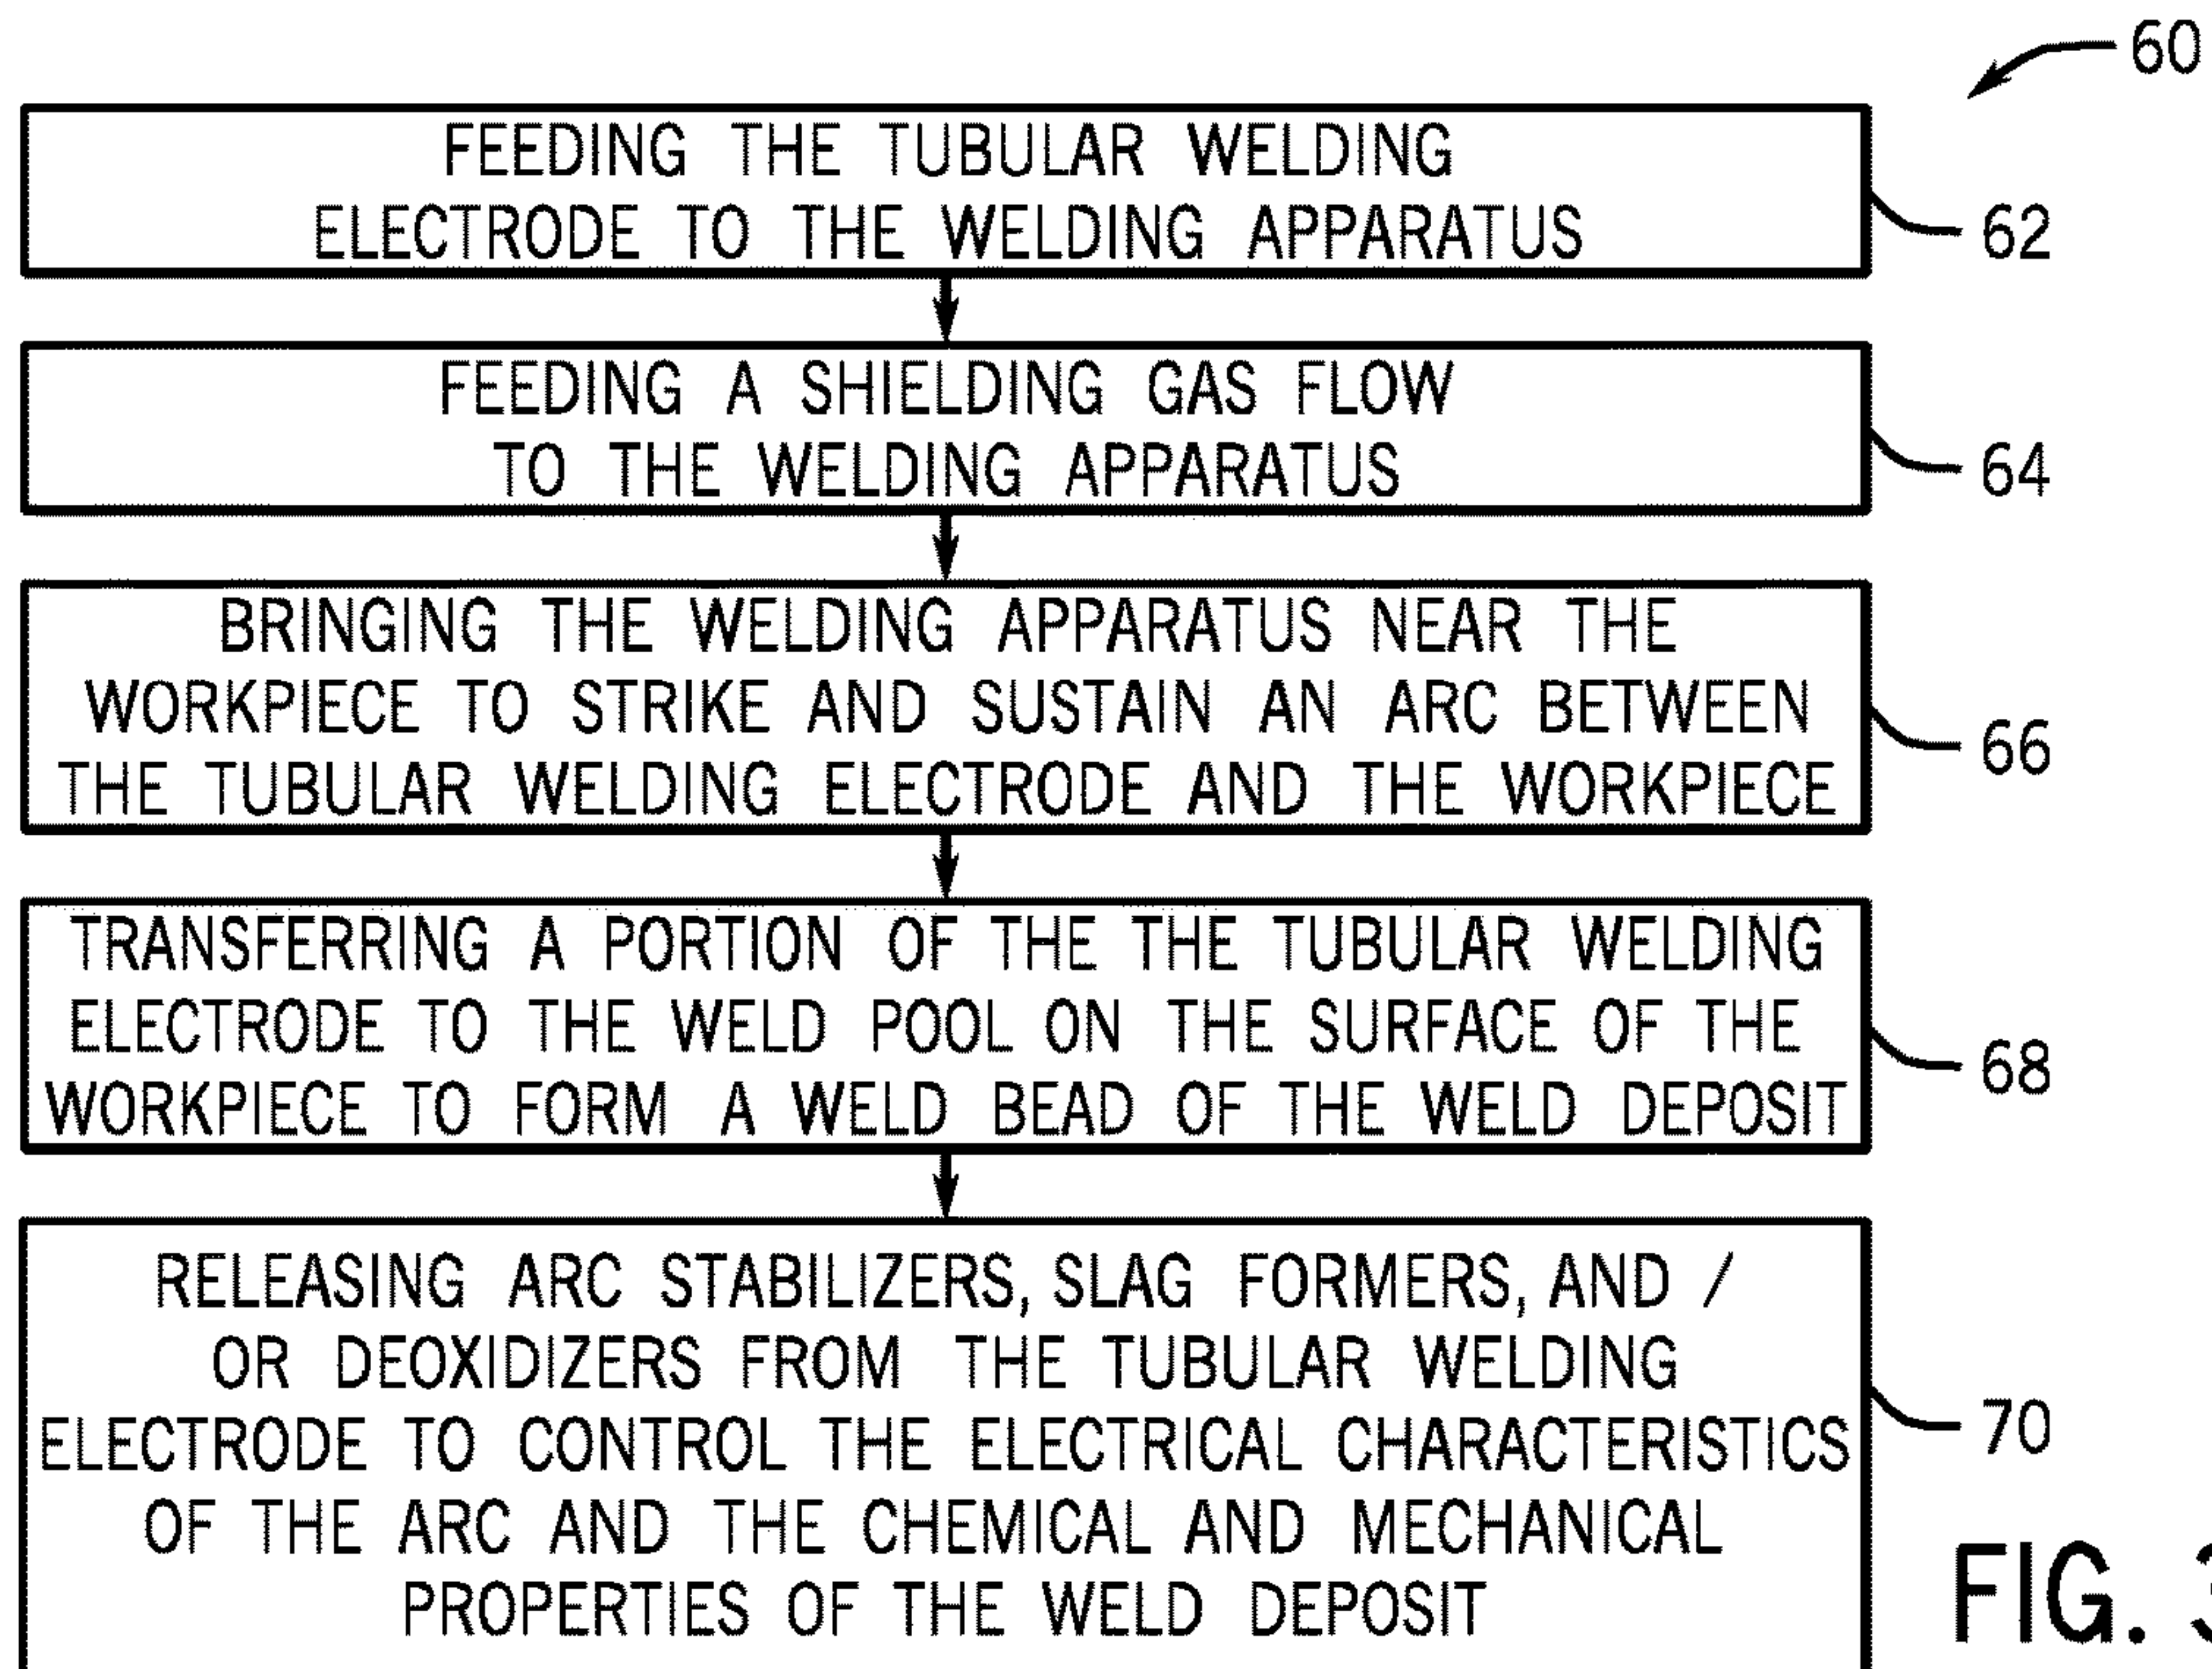 60
FEEDING THE TUBULAR WELDING
ELECTRODE TO THE WELDING APPARATUS
62
FEEDING A SHIELDING GAS FLOW
TO THE WELDING APPARATUS
64
BRINGING THE WELDING APPARATUS NEAR THE
WORKPIECE TO STRIKE AND SUSTAIN AN ARC BETWEEN
THE TUBULAR WELDING ELECTRODE AND THE WORKPIECE
66
TRANSFERRING A PORTION OF THE THE TUBULAR WELDING
ELECTRODE TO THE WELD POOL ON THE SURFACE OF THE
WORKPIECE TO FORM A WELD BEAD OF THE WELD DEPOSIT
68
RELEASING ARC STABILIZERS, SLAG FORMERS, AND /
OR DEOXIDIZERS FROM THE TUBULAR WELDING
ELECTRODE TO CONTROL THE ELECTRICAL CHARACTERISTICS
OF THE ARC AND THE CHEMICAL AND MECHANICAL
PROPERTIES OF THE WELD DEPOSIT
70
FIG. 3